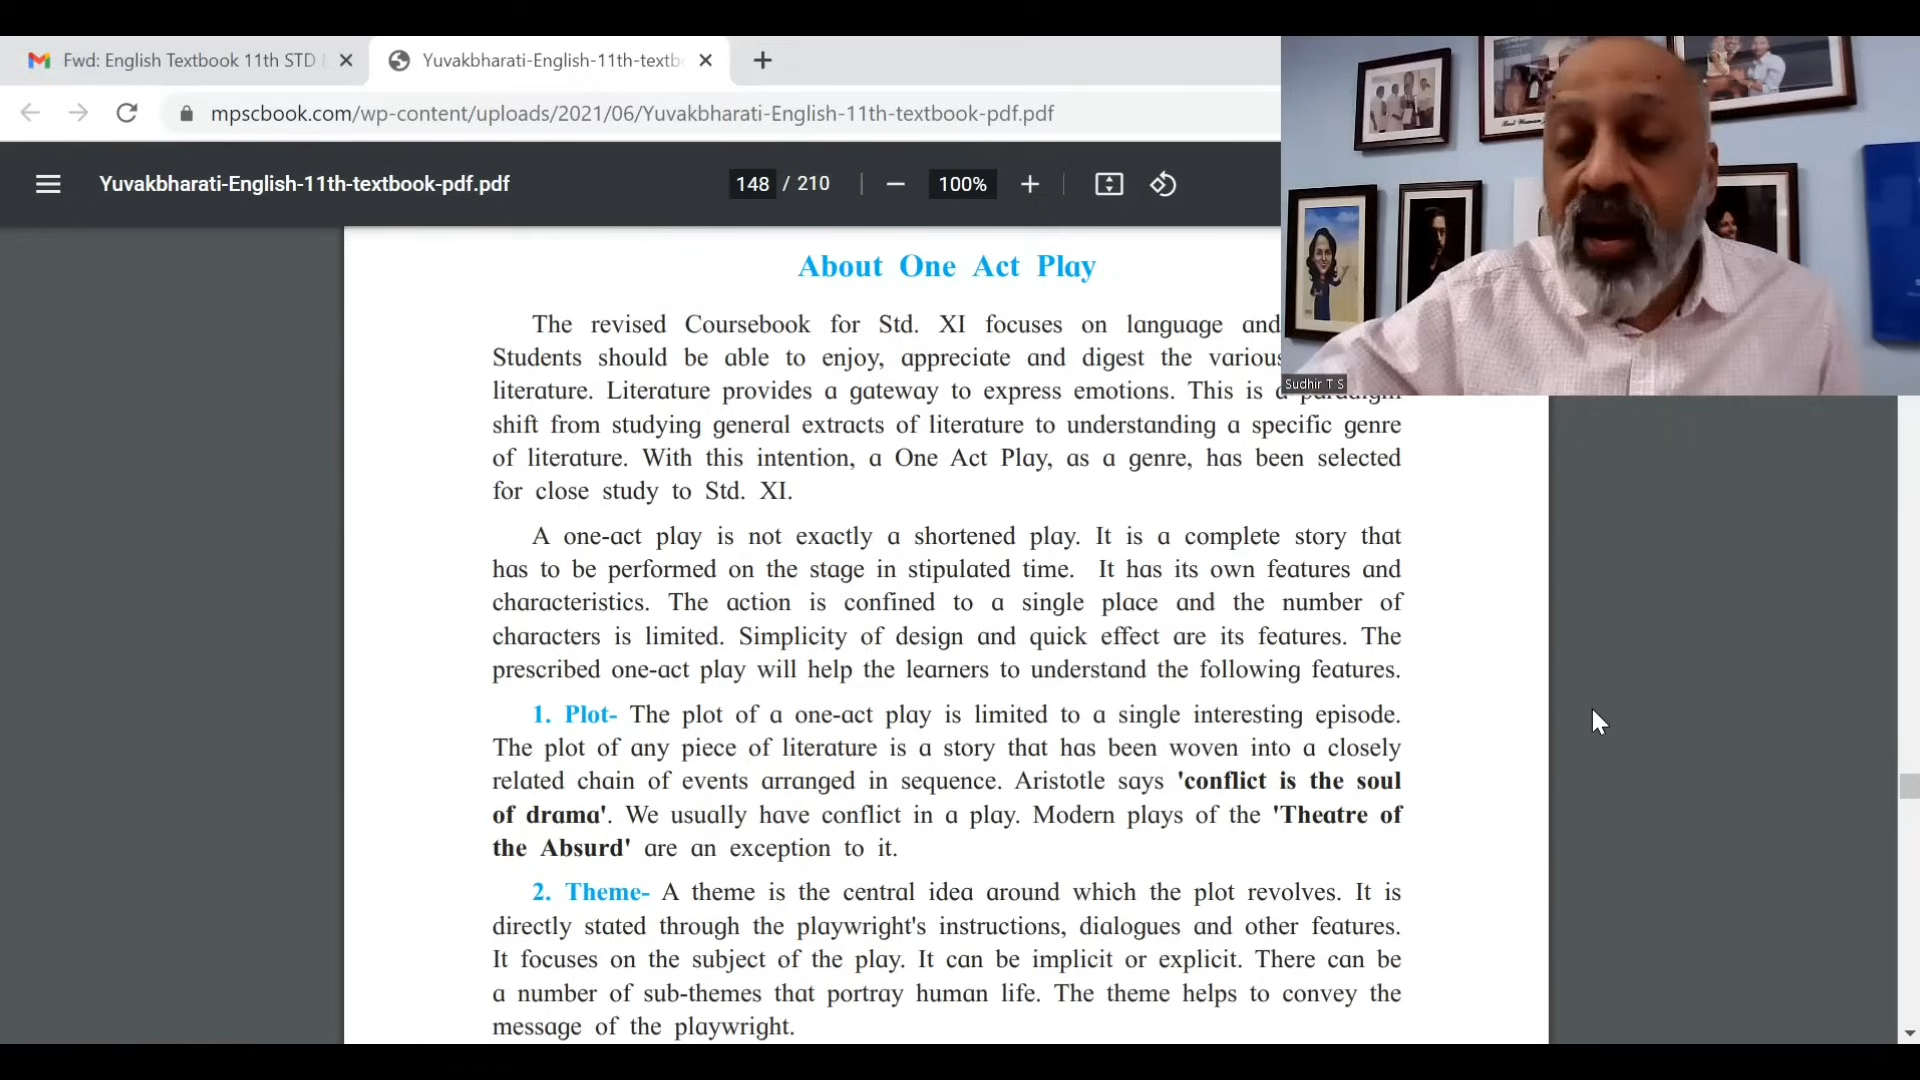 Fwd: English Textbook 11th STD
Yuvakbharati-English-11th-textb
mpscbook.com/wp-content/uploads/2021/06/Yuvakbharati-English-11th-textbook-pdf.pdf
Yuvakbharati-English-11th-textbook-pdf.pdf
148 / 210
100%
Sudhir T S
About One Act Play
The revised Coursebook for Std. XI focuses on language and
Students should be able to enjoy, appreciate and digest the various
literature. Literature provides a gateway to express emotions. This is a paradigm
shift from studying general extracts of literature to understanding a specific genre
of literature. With this intention, a One Act Play, as a genre, has been selected
for close study to Std. XI.
A one-act play is not exactly a shortened play. It is a complete story that
has to be performed on the stage in stipulated time. It has its own features and
characteristics. The action is confined to a single place and the number of
characters is limited. Simplicity of design and quick effect are its features. The
prescribed one-act play will help the learners to understand the following features.
1. Plot- The plot of a one-act play is limited to a single interesting episode.
The plot of any piece of literature is a story that has been woven into a closely
related chain of events arranged in sequence. Aristotle says 'conflict is the soul
of drama'. We usually have conflict in a play. Modern plays of the 'Theatre of
the Absurd' are an exception to it.
2. Theme- A theme is the central idea around which the plot revolves. It is
directly stated through the playwright's instructions, dialogues and other features.
It focuses on the subject of the play. It can be implicit or explicit. There can be
a number of sub-themes that portray human life. The theme helps to convey the
message of the playwright.